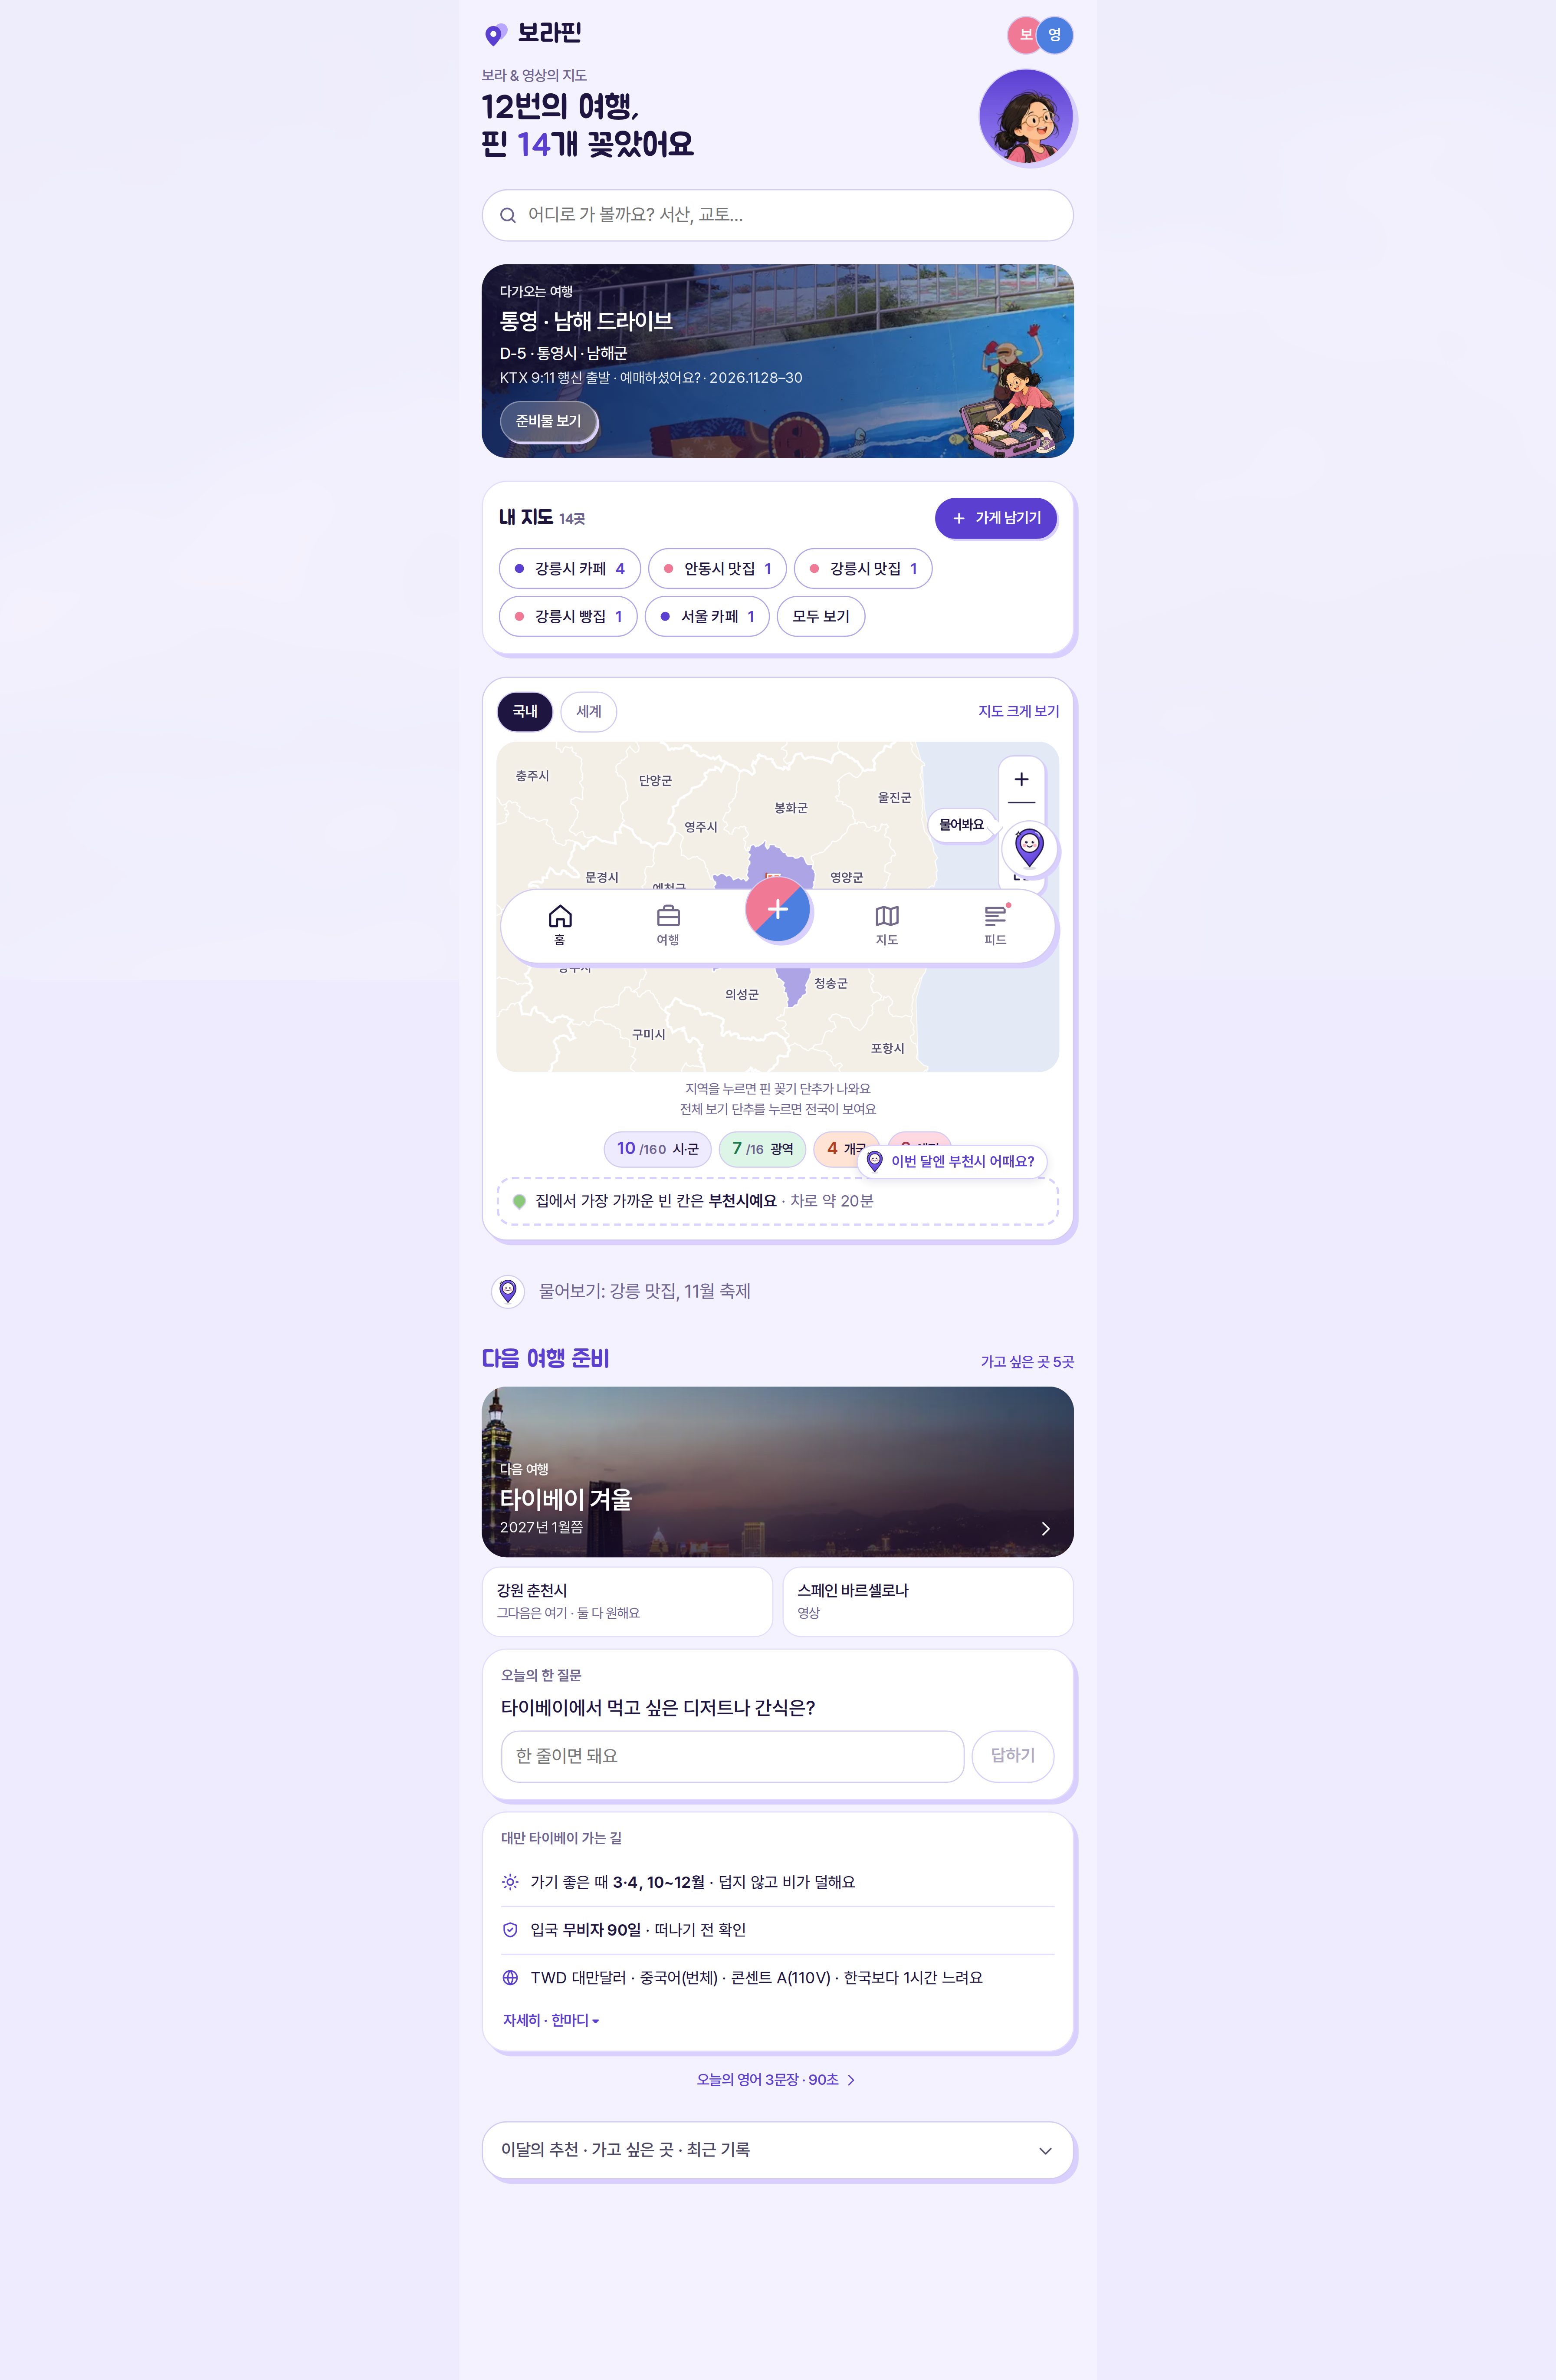 보라핀
보 영
보라 & 영상의 지도
12번의 여행,
핀 14개 꽂았어요
어디로 가 볼까요? 서산, 교토...
다가오는 여행
통영 · 남해 드라이브
D-5 · 통영시 · 남해군
KTX 9:11 행신 출발 · 예매하셨어요? · 2026.11.28–30
준비물 보기
내 지도 14곳
+ 가게 남기기
강릉시 카페 4
안동시 맛집 1
강릉시 맛집 1
강릉시 빵집 1
서울 카페 1
모두 보기
국내
세계
지도 크게 보기
충주시
단양군
울진군
봉화군
영주시
물어봐요
문경시
영양군
홈
여행
지도
피드
청송군
의성군
구미시
포항시
지역을 누르면 핀 꽂기 단추가 나와요
전체 보기 단추를 누르면 전국이 보여요
10 /160 시·군
7 /16 광역
4 개국
이번 달엔 부천시 어때요?
집에서 가장 가까운 빈 칸은 부천시예요 · 차로 약 20분
물어보기: 강릉 맛집, 11월 축제
다음 여행 준비
가고 싶은 곳 5곳
다음 여행
타이베이 겨울
2027년 1월쯤
강원 춘천시
그다음은 여기 · 둘 다 원해요
스페인 바르셀로나
영상
오늘의 한 질문
타이베이에서 먹고 싶은 디저트나 간식은?
한 줄이면 돼요
답하기
대만 타이베이 가는 길
가기 좋은 때 3·4, 10~12월 · 덥지 않고 비가 덜해요
입국 무비자 90일 · 떠나기 전 확인
TWD 대만달러 · 중국어(번체) · 콘센트 A(110V) · 한국보다 1시간 느려요
자세히 · 한마디
오늘의 영어 3문장 · 90초
이달의 추천 · 가고 싶은 곳 · 최근 기록